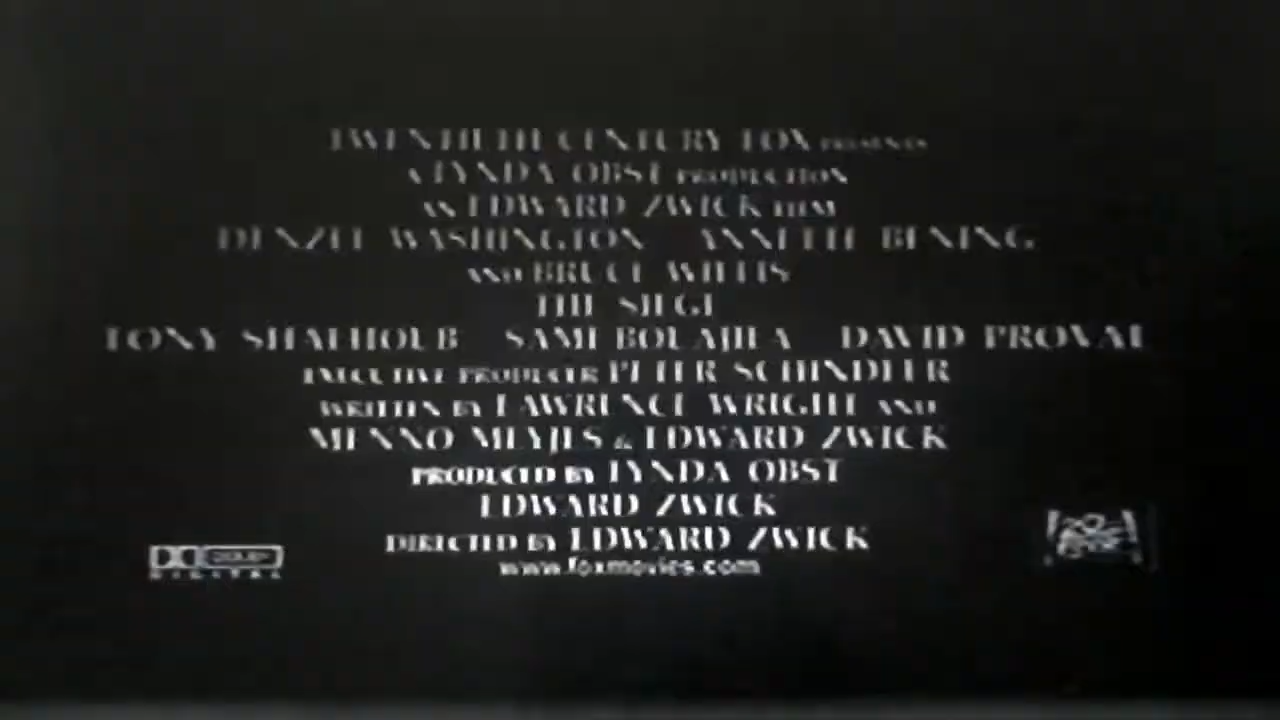 TWENTIETH CENTURY FOX PRESENTS
A LYNDA OBST PRODUCTION
AN EDWARD ZWICK FILM
DENZEL WASHINGTON ANNETTE BENING
AND BRUCE WILLIS
THE SIEGE
TONY SHALHOUB SAMI BOUAJILA DAVID PROVAL
EXECUTIVE PRODUCER PETER SCHINDLER
WRITTEN BY LAWRENCE WRIGHT AND
MENNO MEYJES & EDWARD ZWICK
PRODUCED BY LYNDA OBST
EDWARD ZWICK
DIRECTED BY EDWARD ZWICK
www.foxmovies.com
DOLBY
DIGITAL